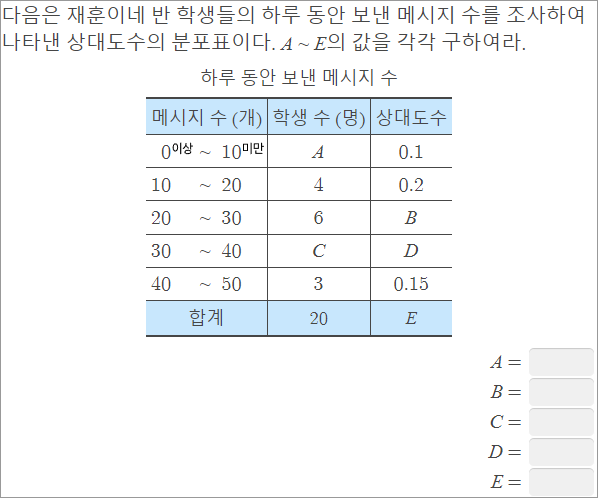 다음은 재훈이네 반 학생들의 하루 동안 보낸 메시지 수를 조사하여
나타낸 상대도수의 분포표이다. A ~ E의 값을 각각 구하여라.
하루 동안 보낸 메시지 수
메시지 수 (개) 학생 수 (명) 상대도수
0이상 ~ 10미만 A 0.1
10 ~ 20 4 0.2
20 ~ 30 6 B
30 ~ 40 C D
40 ~ 50 3 0.15
합계 20 E
A =
B =
C =
D =
E =